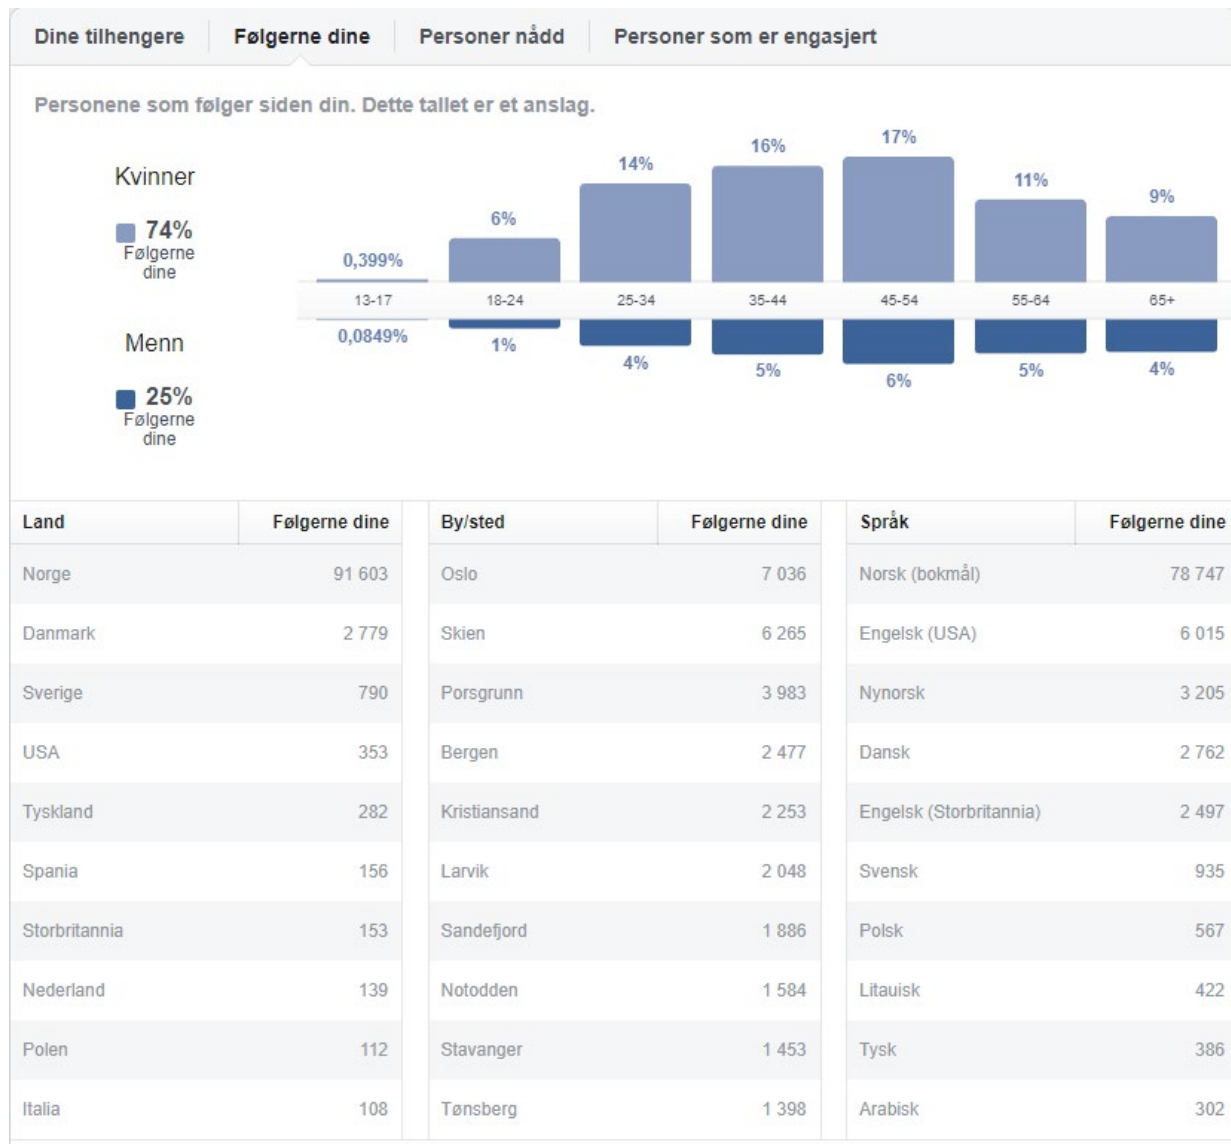 Dine tilhengere Følgerne dine Personer nådd Personer som er engasjert
Personene som følger siden din. Dette tallet er et anslag.
Kvinner
74%
Følgerne
dine
0,399% 6% 14% 16% 17% 11% 9%
13-17 18-24 25-34 35-44 45-54 55-64 65+
0,0849% 1% 4% 5% 6% 5% 4%
Menn
25%
Følgerne
dine
Land Følgerne dine By/sted Følgerne dine Språk Følgerne dine
Norge 91 603 Oslo 7 036 Norsk (bokmål) 78 747
Danmark 2 779 Skien 6 265 Engelsk (USA) 6 015
Sverige 790 Porsgrunn 3 983 Nynorsk 3 205
USA 353 Bergen 2 477 Dansk 2 762
Tyskland 282 Kristiansand 2 253 Engelsk (Storbritannia) 2 497
Spania 156 Larvik 2 048 Svensk 935
Storbritannia 153 Sandefjord 1 886 Polsk 567
Nederland 139 Notodden 1 584 Litauisk 422
Polen 112 Stavanger 1 453 Tysk 386
Italia 108 Tønsberg 1 398 Arabisk 302